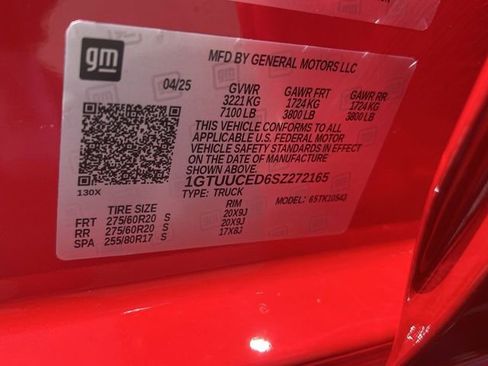 gm
MFD BY GENERAL MOTORS LLC
04/25 GVWR GAWR FRT GAWR RR
3221 KG 1724 KG 1724 KG
7100 LB 3800 LB 3800 LB
THIS VEHICLE CONFORMS TO ALL
APPLICABLE U.S. FEDERAL MOTOR
VEHICLE SAFETY STANDARDS IN EFFECT
ON THE DATE OF MANUFACTURE
SHOWN ABOVE.
1GTUUCED6SZ272165
130X TYPE: TRUCK MODEL: 6STK10543
TIRE SIZE RIM
FRT 275/60R20 S 20X9J
RR 275/60R20 S 20X9J
SPA 255/80R17 S 17X8J